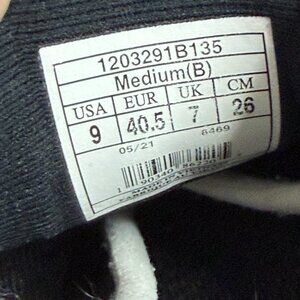 1203291B135
Medium(B)
USA EUR UK CM
9 40.5 7 26
05/21 8469